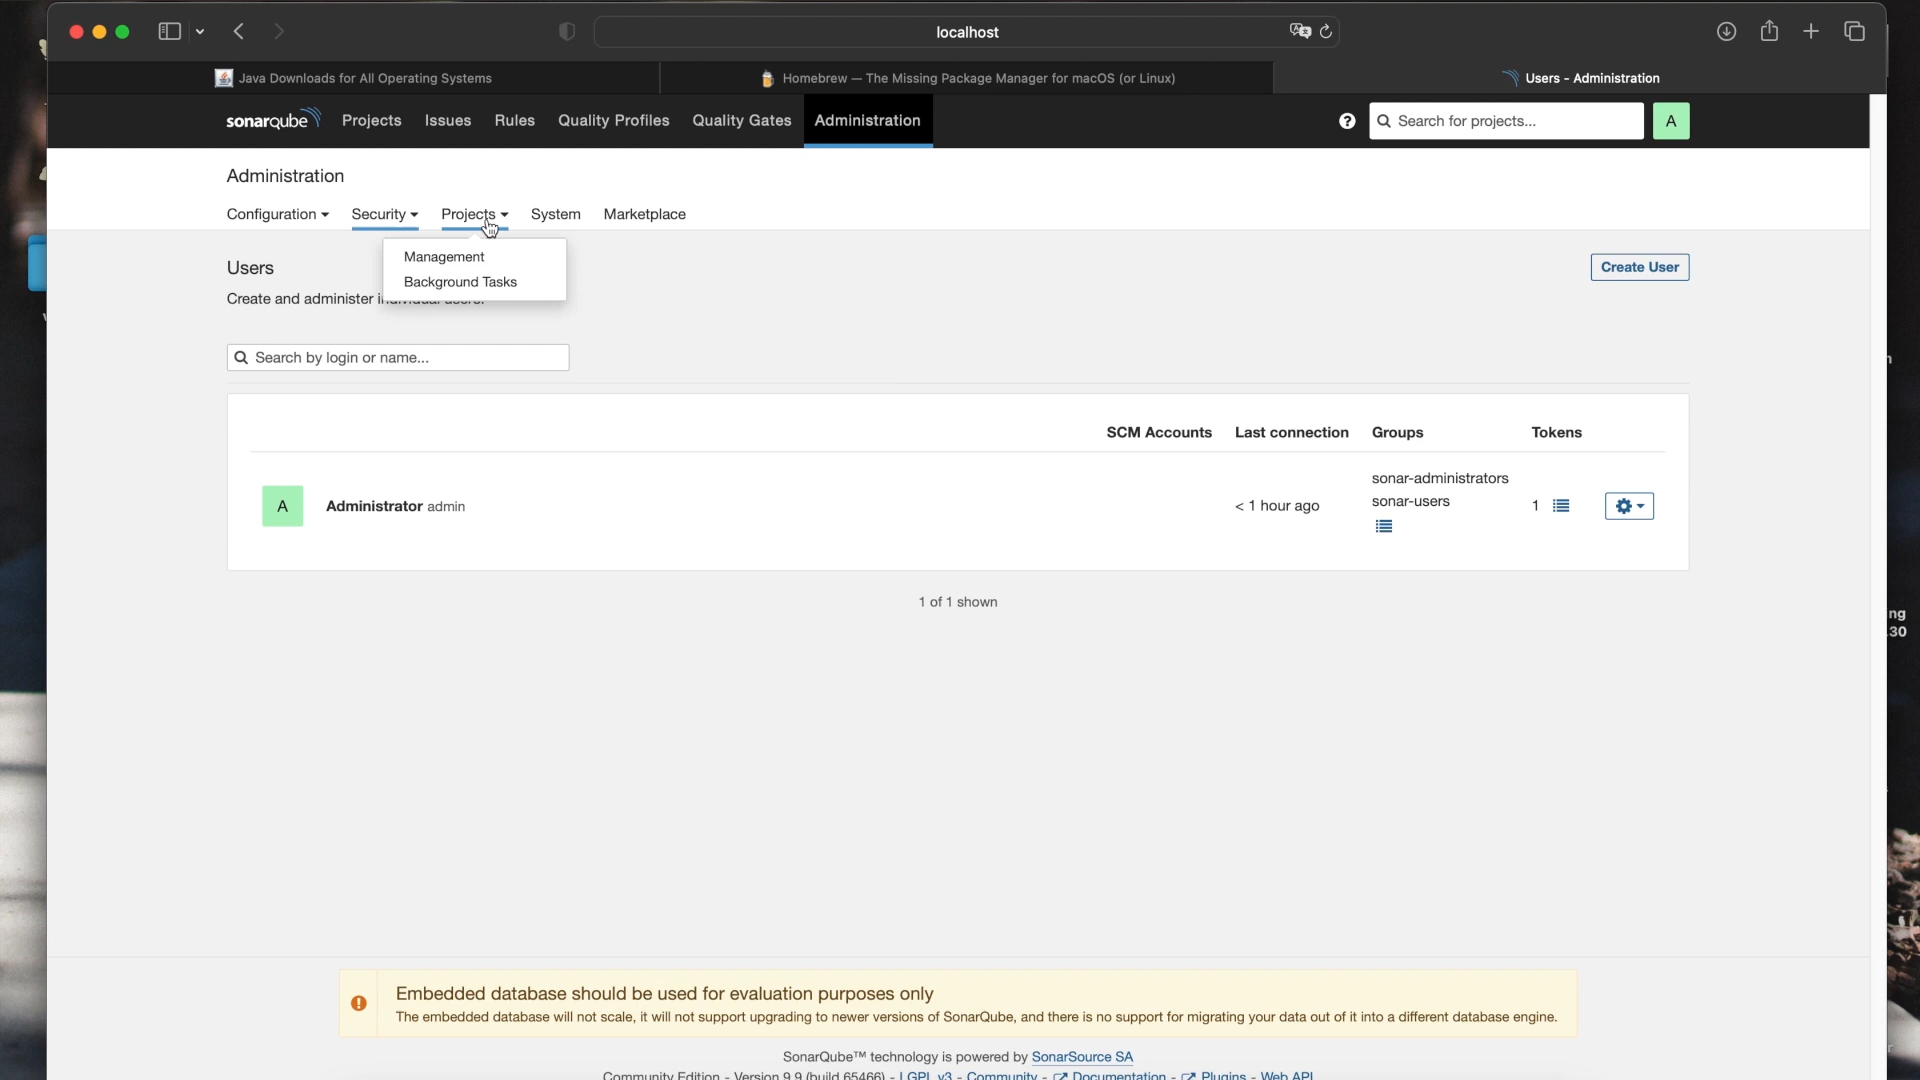 localhost
Java Downloads for All Operating Systems
Homebrew — The Missing Package Manager for macOS (or Linux)
Users - Administration
sonarqube
Projects
Issues
Rules
Quality Profiles
Quality Gates
Administration
Search for projects...
A
Administration
Configuration
Security
Projects
System
Marketplace
Management
Background Tasks
Users
Create User
Create and administer individual users.
Search by login or name...
SCM Accounts
Last connection
Groups
Tokens
A
Administrator admin
< 1 hour ago
sonar-administrators
sonar-users
1
1 of 1 shown
Embedded database should be used for evaluation purposes only
The embedded database will not scale, it will not support upgrading to newer versions of SonarQube, and there is no support for migrating your data out of it into a different database engine.
SonarQube™ technology is powered by SonarSource SA
Community Edition - Version 9.9 (build 65466) - LGPL v3 - Community - Documentation - Plugins - Web API
ng
.30